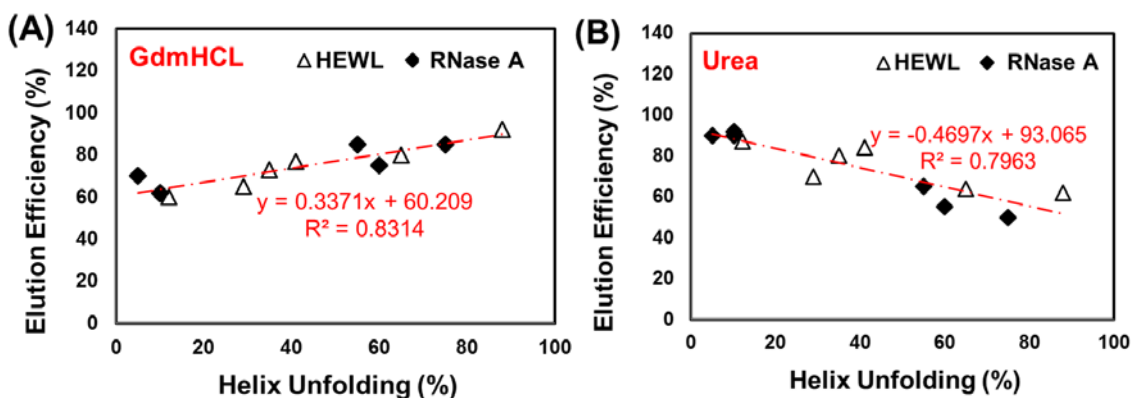 (A)
140
120
100
80
60
40
20
0
Elution Efficiency (%)
GdmHCL
△ HEWL ◆ RNase A
y = 0.3371x + 60.209
R² = 0.8314
0 20 40 60 80 100
Helix Unfolding (%)
(B)
140
120
100
80
60
40
20
0
Elution Efficiency (%)
Urea
△HEWL ◆ RNase A
y = -0.4697x + 93.065
R² = 0.7963
0 20 40 60 80 100
Helix Unfolding (%)